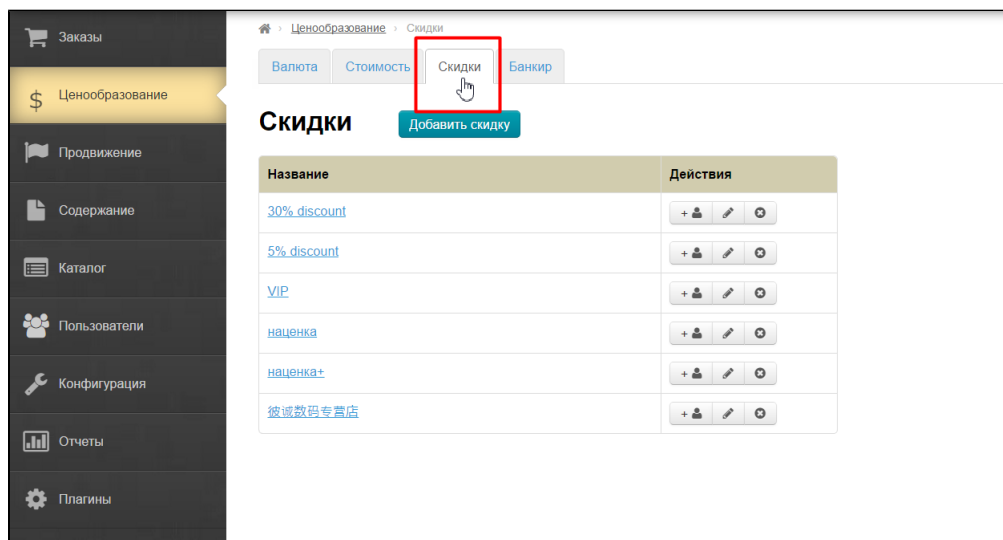 Заказы
Ценообразование
Продвижение
Содержание
Каталог
Пользователи
Конфигурация
Отчеты
Плагины
› Ценообразование › Скидки
Валюта Стоимость Скидки Банкир
Скидки Добавить скидку
Название Действия
30% discount
5% discount
VIP
наценка
наценка+
彼诚数码专营店